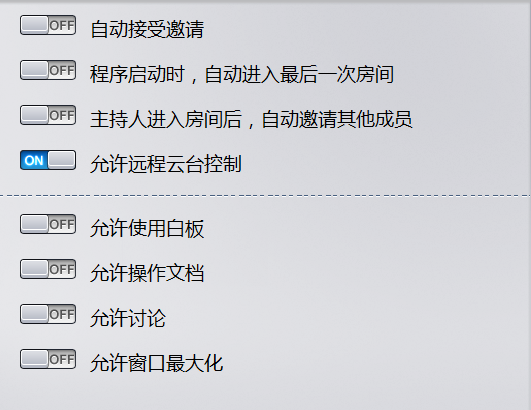 OFF 自动接受邀请
OFF 程序启动时，自动进入最后一次房间
OFF 主持人进入房间后，自动邀请其他成员
ON 允许远程云台控制
OFF 允许使用白板
OFF 允许操作文档
OFF 允许讨论
OFF 允许窗口最大化